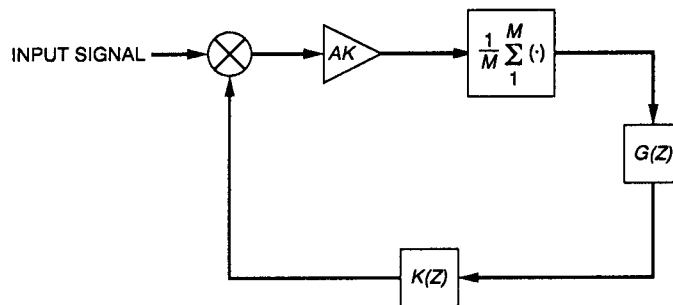 INPUT SIGNAL
AK
1/M M∑1 (·)
G(Z)
K(Z)